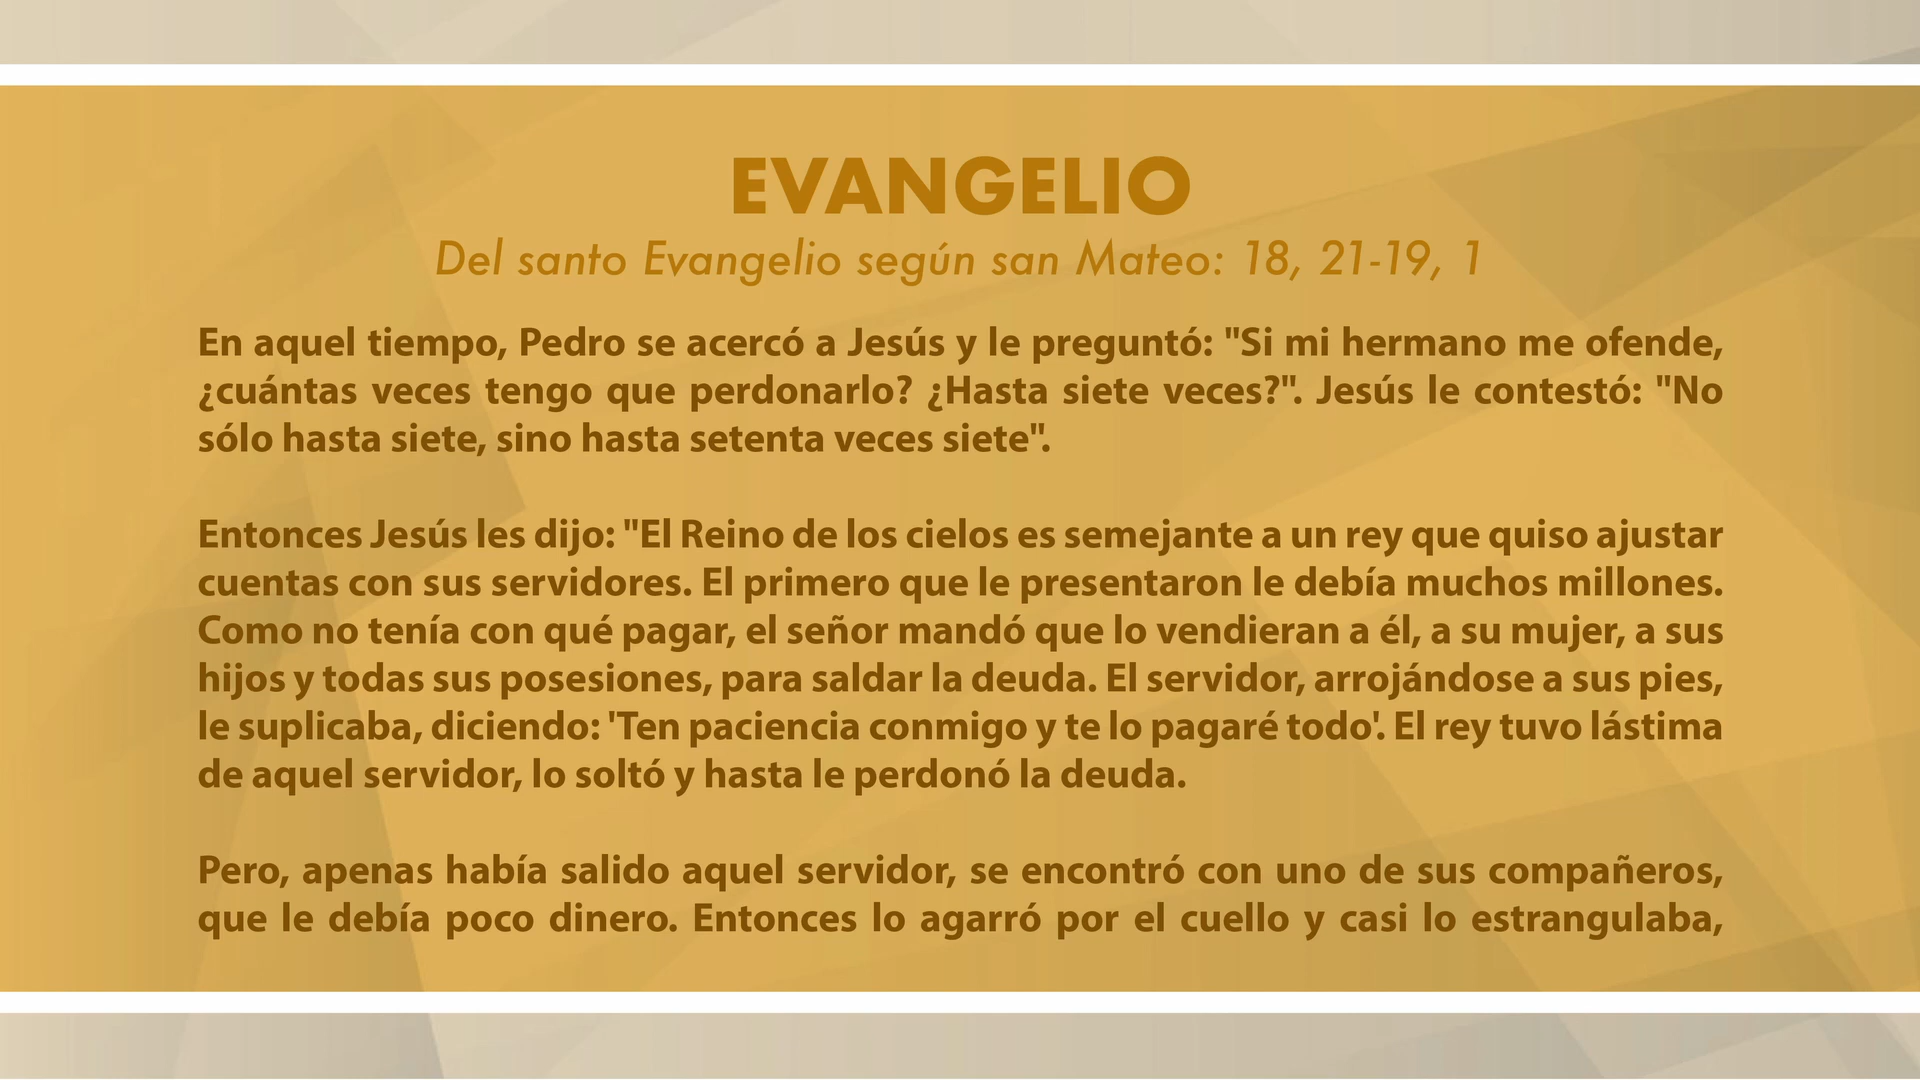 EVANGELIO
Del santo Evangelio según san Mateo: 18, 21-19, 1
En aquel tiempo, Pedro se acercó a Jesús y le preguntó: "Si mi hermano me ofende,
¿cuántas veces tengo que perdonarlo? ¿Hasta siete veces?". Jesús le contestó: "No
sólo hasta siete, sino hasta setenta veces siete".
Entonces Jesús les dijo: "El Reino de los cielos es semejante a un rey que quiso ajustar
cuentas con sus servidores. El primero que le presentaron le debía muchos millones.
Como no tenía con qué pagar, el señor mandó que lo vendieran a él, a su mujer, a sus
hijos y todas sus posesiones, para saldar la deuda. El servidor, arrojándose a sus pies,
le suplicaba, diciendo: 'Ten paciencia conmigo y te lo pagaré todo'. El rey tuvo lástima
de aquel servidor, lo soltó y hasta le perdonó la deuda.
Pero, apenas había salido aquel servidor, se encontró con uno de sus compañeros,
que le debía poco dinero. Entonces lo agarró por el cuello y casi lo estrangulaba,